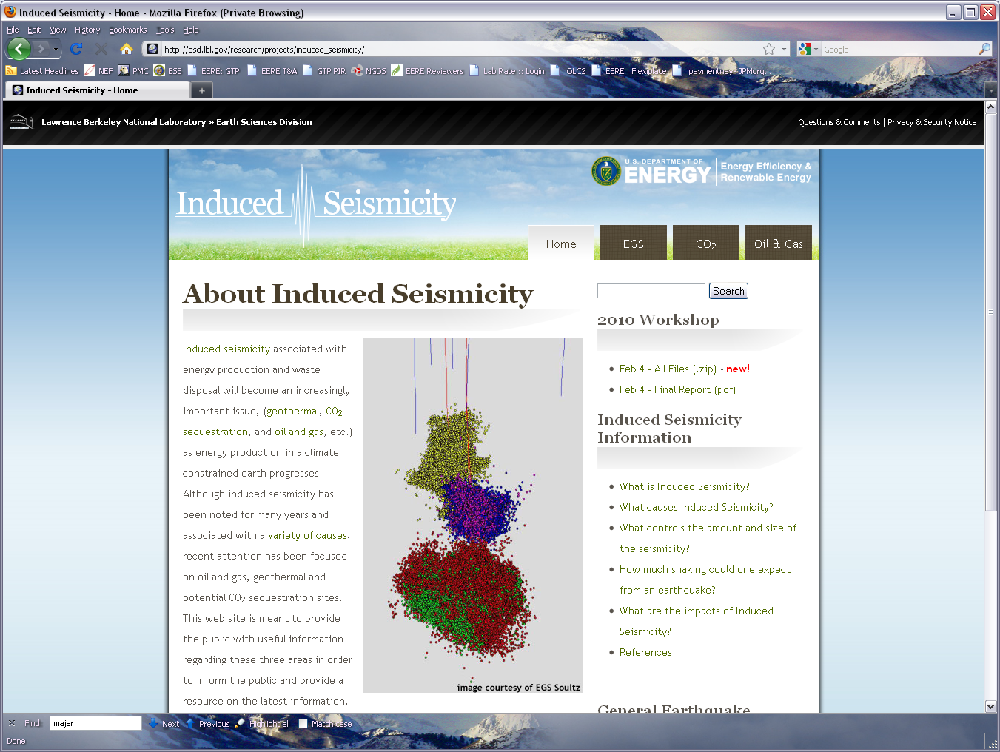 Induced Seismicity - Home - Mozilla Firefox (Private Browsing)
File Edit View History Bookmarks Tools Help
http://esd.lbl.gov/research/projects/induced_seismicity/
Google
Latest Headlines NEF PMC ESS EERE: GTP EERE T&A GTP PIR NGDS EERE Reviewers Lab Rate :: Login OLC2 EERE : Flexiplace paymentney- JPMorg...
Induced Seismicity - Home
Lawrence Berkeley National Laboratory » Earth Sciences Division
Questions & Comments | Privacy & Security Notice
U.S. DEPARTMENT OF
ENERGY
Energy Efficiency &
Renewable Energy
Induced Seismicity
Home EGS CO2 Oil & Gas
About Induced Seismicity
Induced seismicity associated with
energy production and waste
disposal will become an increasingly
important issue, (geothermal, CO2
sequestration, and oil and gas, etc.)
as energy production in a climate
constrained earth progresses.
Although induced seismicity has
been noted for many years and
associated with a variety of causes,
recent attention has been focused
on oil and gas, geothermal and
potential CO2 sequestration sites.
This web site is meant to provide
the public with useful information
regarding these three areas in order
to inform the public and provide a
resource on the latest information.
image courtesy of EGS Soultz
Search
2010 Workshop
Feb 4 - All Files (.zip) - new!
Feb 4 - Final Report (pdf)
Induced Seismicity
Information
What is Induced Seismicity?
What causes Induced Seismicity?
What controls the amount and size of
the seismicity?
How much shaking could one expect
from an earthquake?
What are the impacts of Induced
Seismicity?
References
General Earthquake
Find: majer Next Previous Highlight all Match case
Done